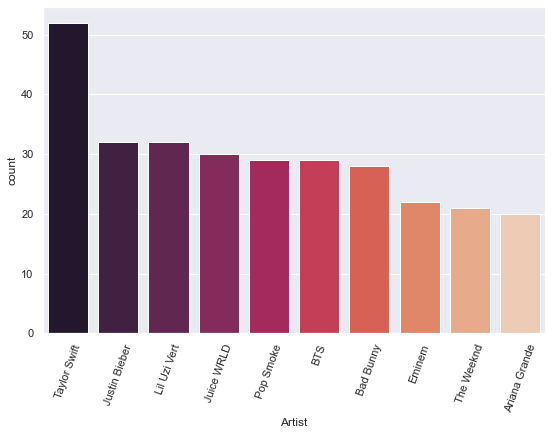 50
40
30
20
10
0
count
Taylor Swift
Justin Bieber
Lil Uzi Vert
Juice WRLD
Pop Smoke
BTS
Bad Bunny
Eminem
The Weeknd
Ariana Grande
Artist